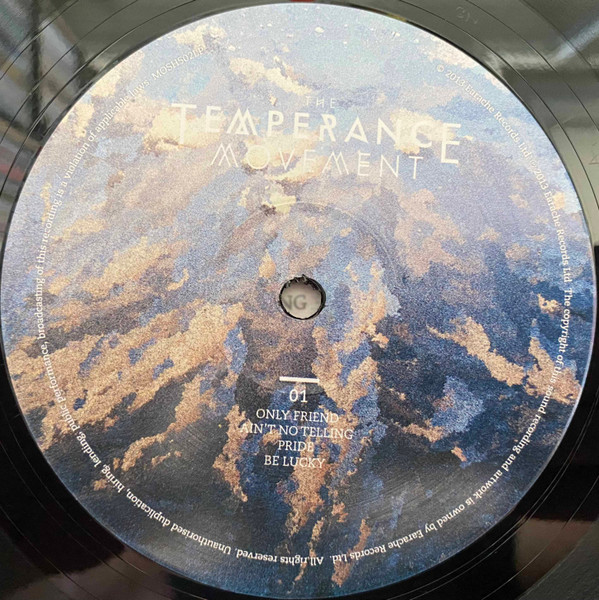 THE
TEMPERANCE
MOVEMENT
01
ONLY FRIEND
AIN'T NO TELLING
PRIDE
BE LUCKY
NG
℗ 2013 Earache Records Ltd. © 2013 Earache Records Ltd. The copyright of this sound recording and artwork is owned by Earache Records Ltd. All rights reserved. Unauthorised duplication, hiring, lending, public performance, broadcasting of this recording is a violation of applicable laws.